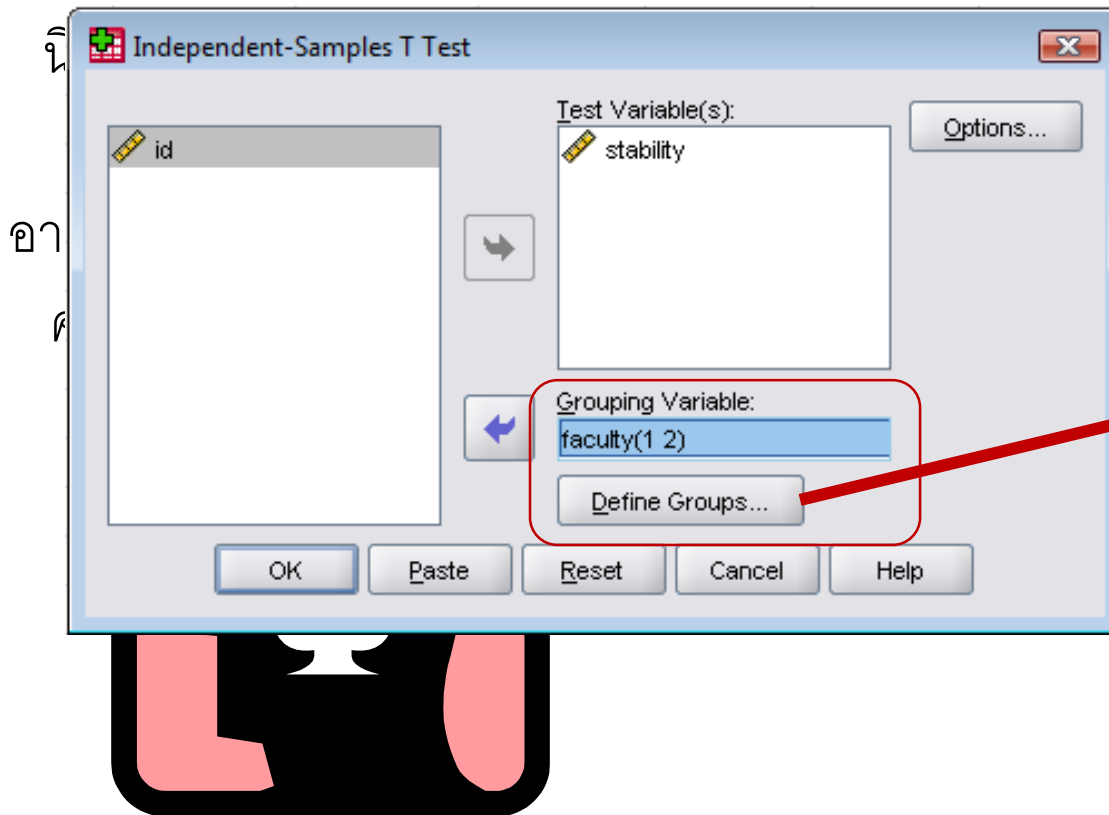 Independent-Samples T Test
Test Variable(s):
Options...
id
stability
Grouping Variable:
faculty(1 2)
Define Groups...
OK
Paste
Reset
Cancel
Help